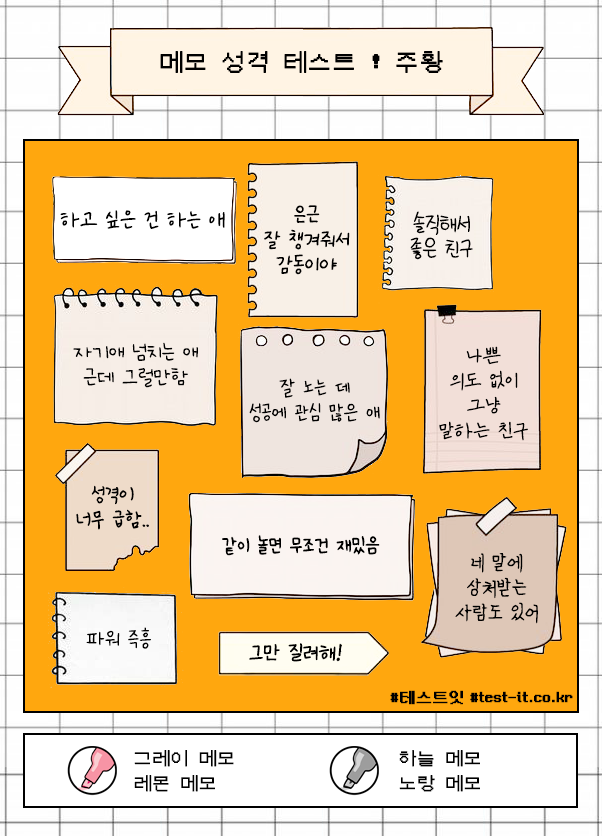 메모 성격 테스트 ! 주황
하고 싶은 건 하는 애
은근
잘 챙겨줘서
감동이야
솔직해서
좋은 친구
자기애 넘치는 애
근데 그럴만함
잘 노는 데
성공에 관심 많은 애
나쁜
의도 없이
그냥
말하는 친구
성격이
너무 급함..
같이 놀면 무조건 재밌음
네 말에
상처받는
사람도 있어
파워 즉흥
그만 질려해!
#테스트잇 #test-it.co.kr
그레이 메모
레몬 메모
하늘 메모
노랑 메모